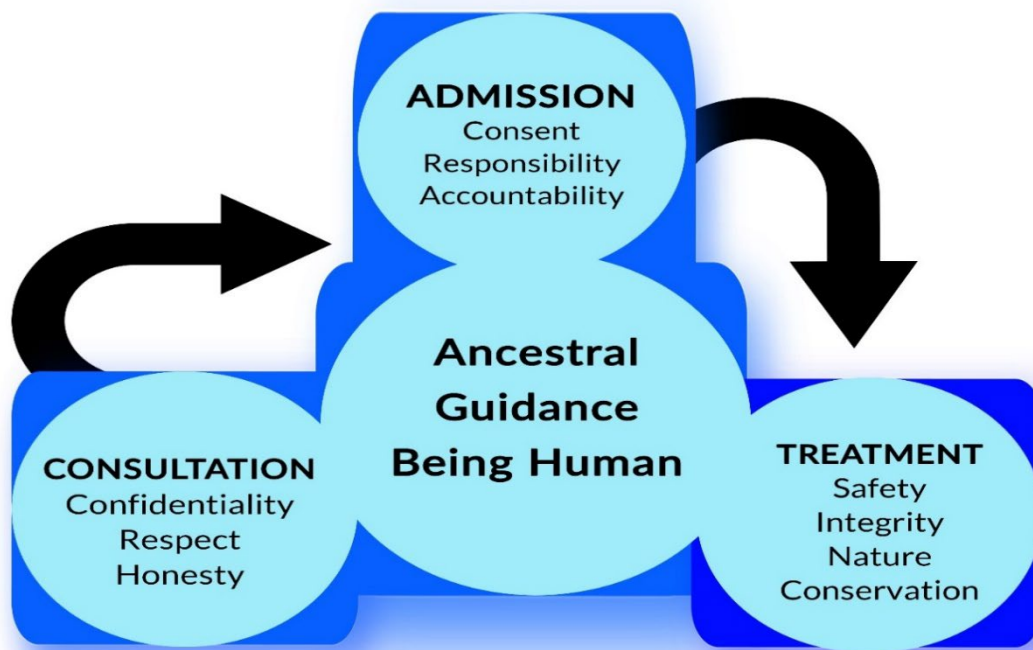 ADMISSION
Consent
Responsibility
Accountability
Ancestral
Guidance
Being Human
CONSULTATION
Confidentiality
Respect
Honesty
TREATMENT
Safety
Integrity
Nature
Conservation